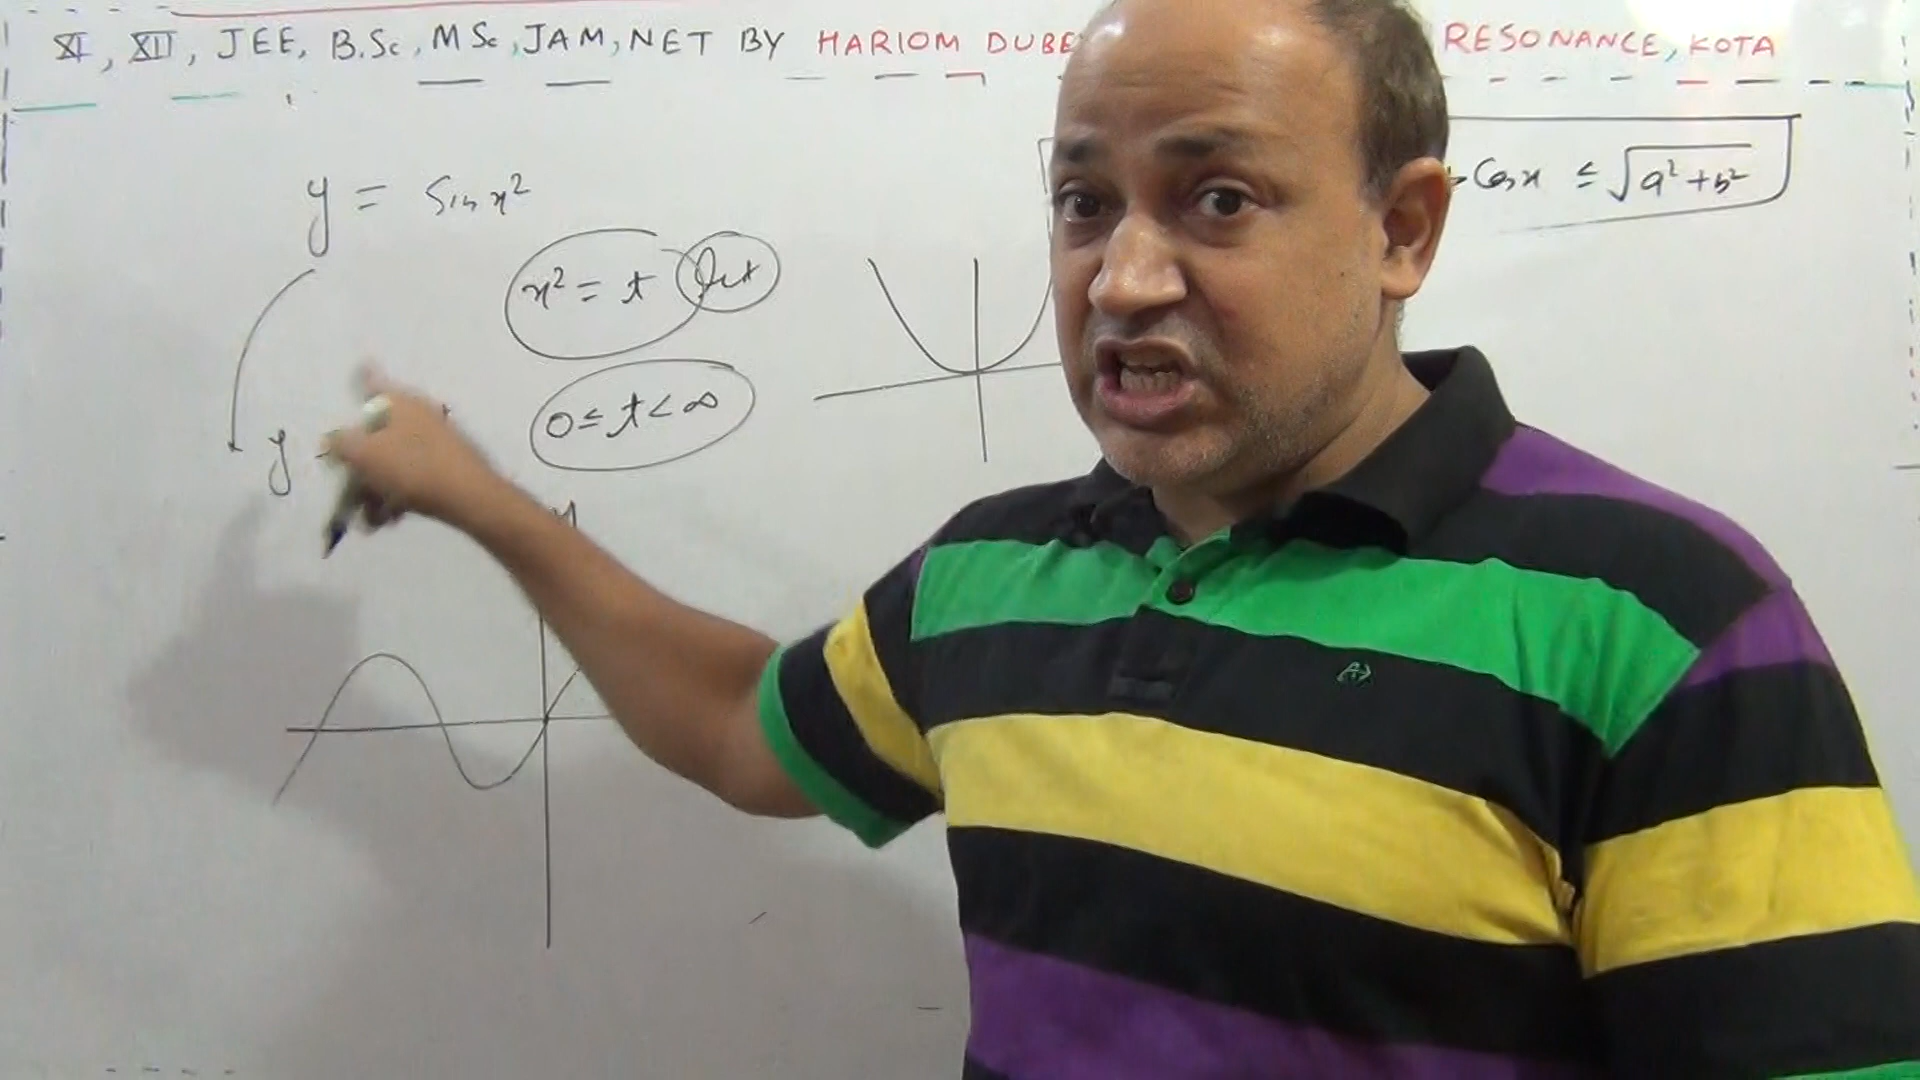 XI, XII, JEE, B.Sc, MSc, JAM, NET BY HARIOM DUBE RESONANCE, KOTA
Cosx ≤ √a²+b²
y = Sin x²
x² = t Let
0 ≤ t < ∞
y